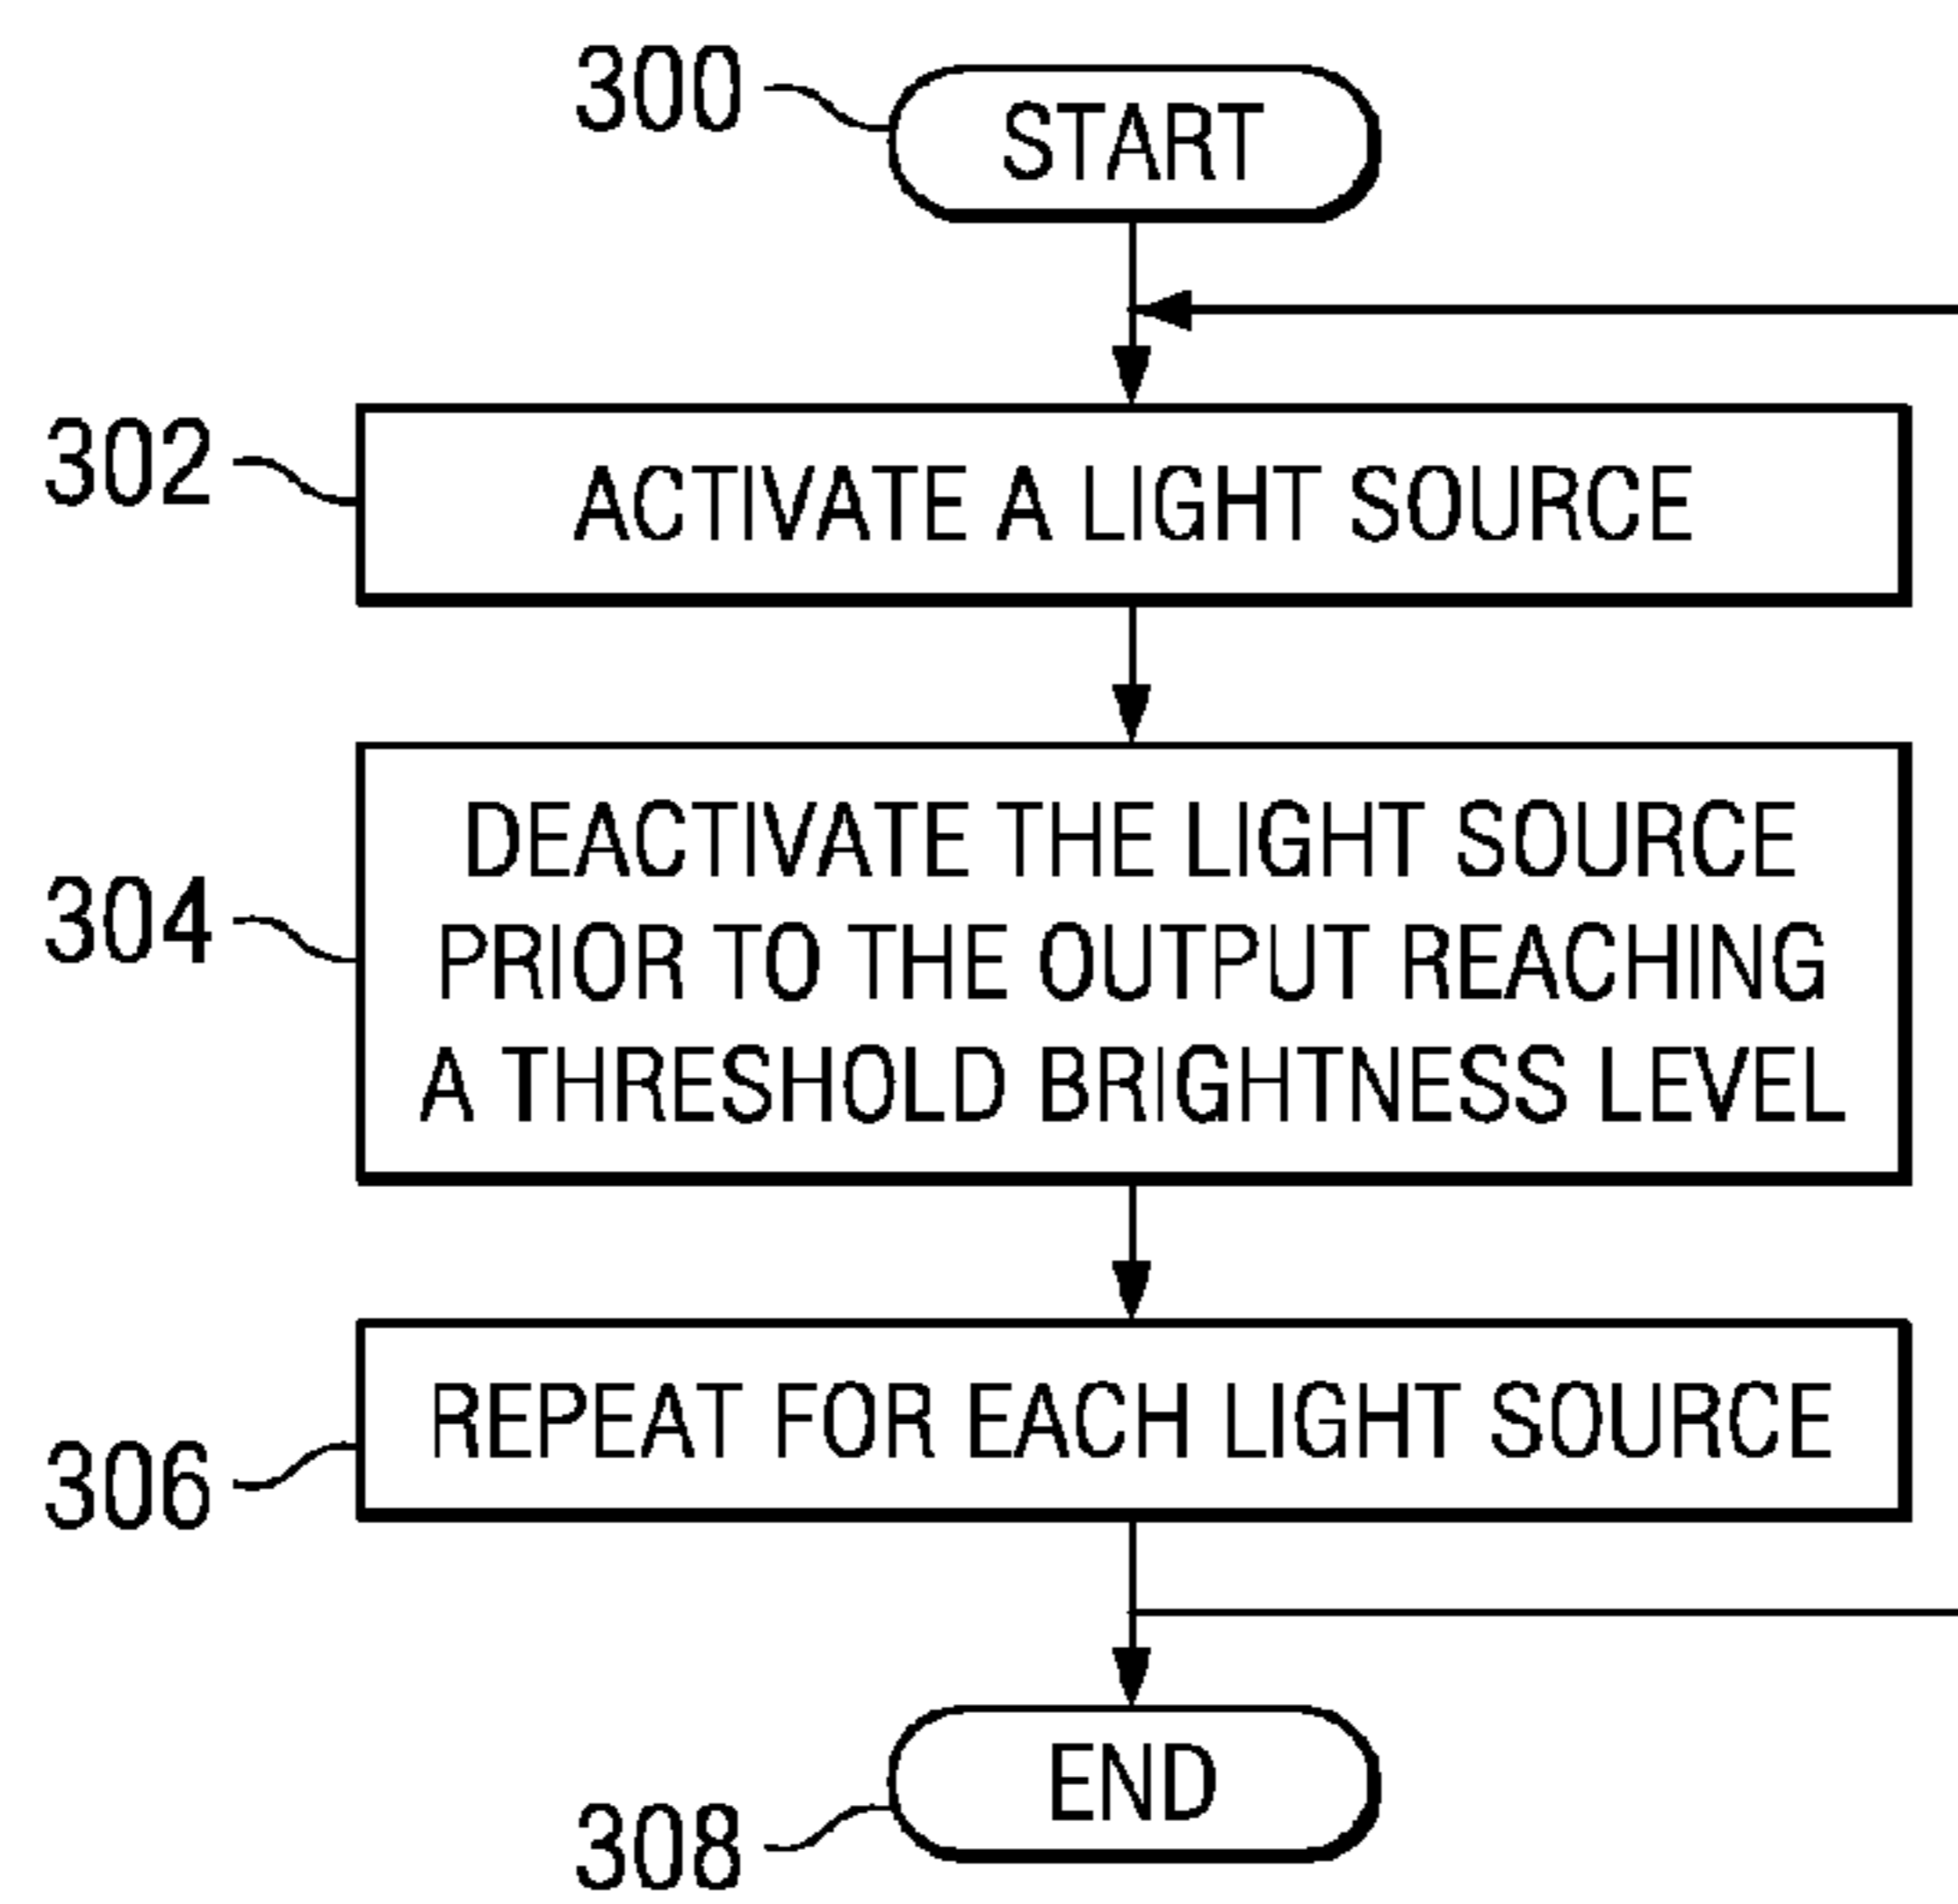 300
START
302
ACTIVATE A LIGHT SOURCE
304
DEACTIVATE THE LIGHT SOURCE
PRIOR TO THE OUTPUT REACHING
A THRESHOLD BRIGHTNESS LEVEL
306
REPEAT FOR EACH LIGHT SOURCE
308
END